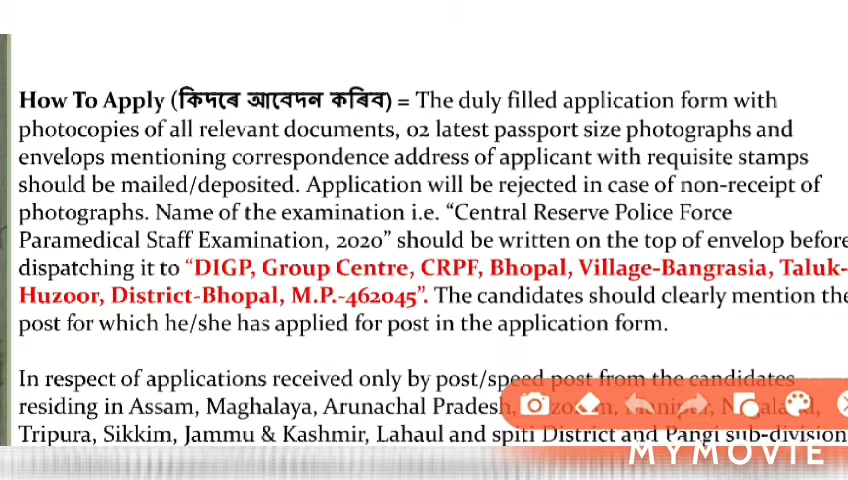 How To Apply (কিদৰে আবেদন কৰিব) = The duly filled application form with
photocopies of all relevant documents, 02 latest passport size photographs and
envelops mentioning correspondence address of applicant with requisite stamps
should be mailed/deposited. Application will be rejected in case of non-receipt of
photographs. Name of the examination i.e. “Central Reserve Police Force
Paramedical Staff Examination, 2020” should be written on the top of envelop before
dispatching it to “DIGP, Group Centre, CRPF, Bhopal, Village-Bangrasia, Taluk-
Huzoor, District-Bhopal, M.P.-462045”. The candidates should clearly mention the
post for which he/she has applied for post in the application form.
In respect of applications received only by post/speed post from the candidates
residing in Assam, Maghalaya, Arunachal Pradesh, Mizoram, Manipur, Nagaland,
Tripura, Sikkim, Jammu & Kashmir, Lahaul and spiti District and Pangi sub-division
MYMOVIE